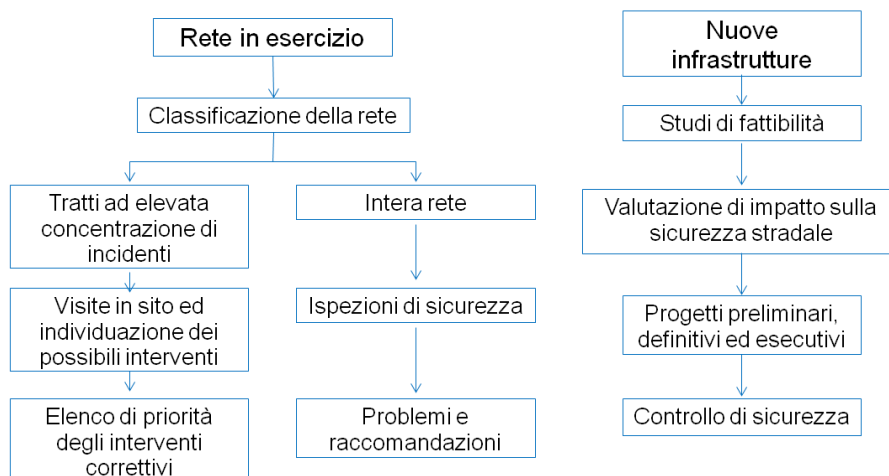 Rete in esercizio
Classificazione della rete
Tratti ad elevata
concentrazione di
incidenti
Visite in sito ed
individuazione dei
possibili interventi
Elenco di priorità
degli interventi
correttivi
Intera rete
Ispezioni di sicurezza
Problemi e
raccomandazioni
Nuove
infrastrutture
Studi di fattibilità
Valutazione di impatto sulla
sicurezza stradale
Progetti preliminari,
definitivi ed esecutivi
Controllo di sicurezza